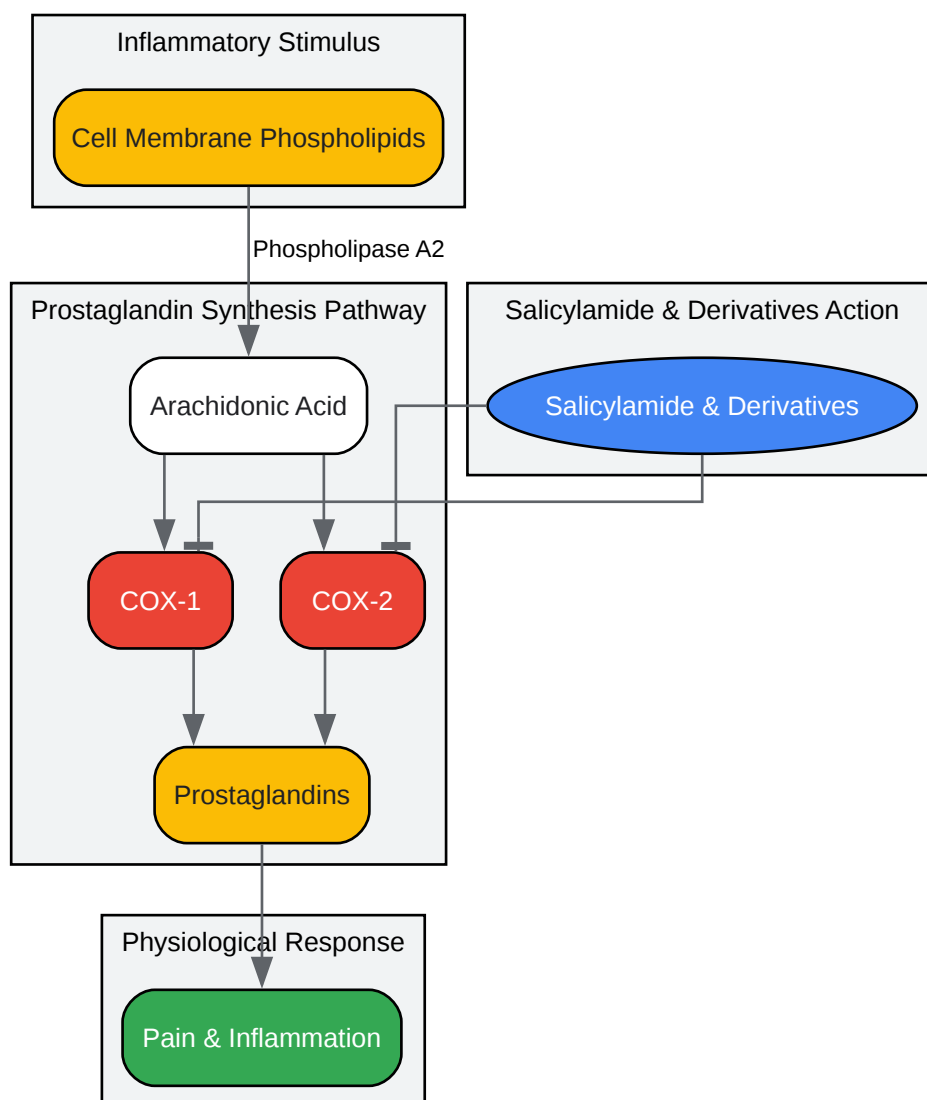 Inflammatory Stimulus
Cell Membrane Phospholipids
Phospholipase A2
Prostaglandin Synthesis Pathway
Salicylamide & Derivatives Action
Arachidonic Acid
Salicylamide & Derivatives
COX-1
COX-2
Prostaglandins
Physiological Response
Pain & Inflammation